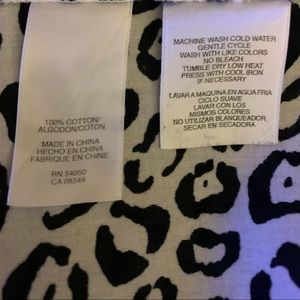 100% COTTON/
ALGODON/COTON
MADE IN CHINA
HECHO EN CHINA
FABRIQUE EN CHINE
RN 54050
CA 08349
MACHINE WASH COLD WATER
GENTLE CYCLE
WASH WITH LIKE COLORS
NO BLEACH
TUMBLE DRY LOW HEAT
PRESS WITH COOL IRON
IF NECESSARY
LAVAR A MAQUINA EN AGUA FRIA
CICLO SUAVE
LAVAR CON LOS
MISMOS COLORES
NO UTILIZAR BLANQUEADOR
SECAR EN SECADORA